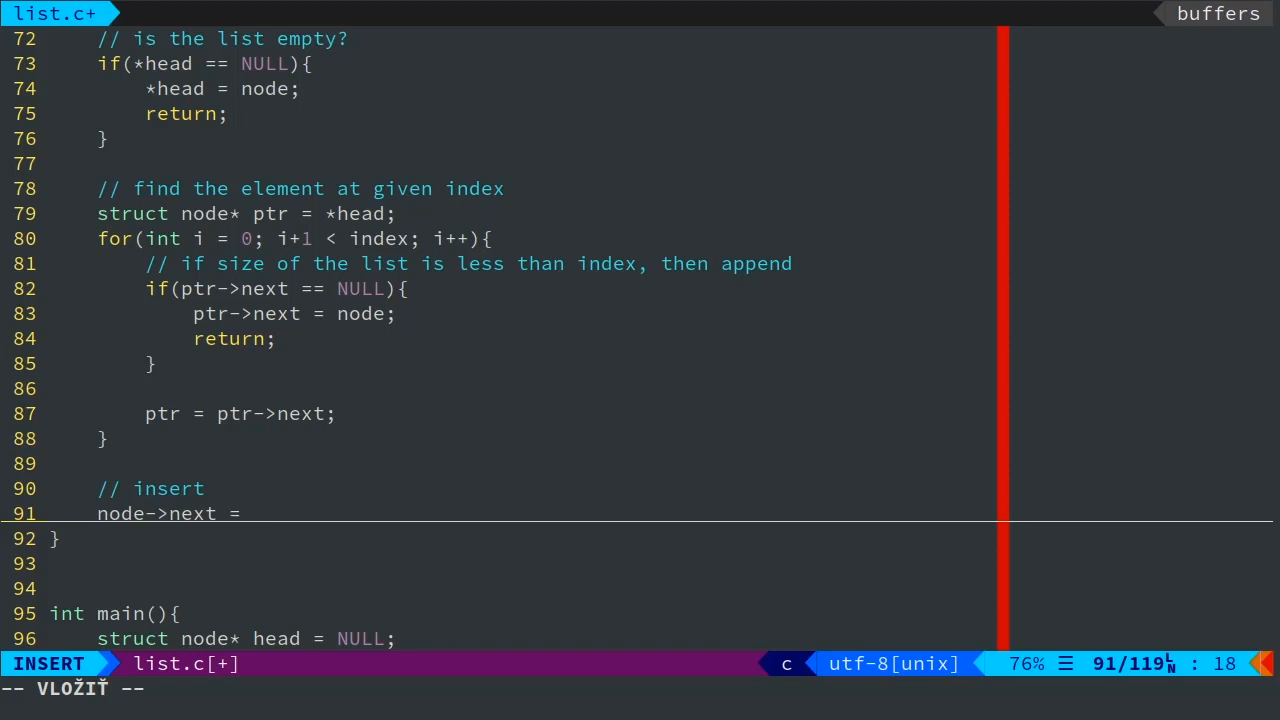 list.c+ buffers
72     // is the list empty?
73     if(*head == NULL){
74         *head = node;
75         return;
76     }
77
78     // find the element at given index
79     struct node* ptr = *head;
80     for(int i = 0; i+1 < index; i++){
81         // if size of the list is less than index, then append
82         if(ptr->next == NULL){
83             ptr->next = node;
84             return;
85         }
86
87         ptr = ptr->next;
88     }
89
90     // insert
91     node->next =
92 }
93
94
95 int main(){
96     struct node* head = NULL;
INSERT list.c[+] c utf-8[unix] 76% ☰ 91/119␤ : 18
-- VLOŽIŤ --